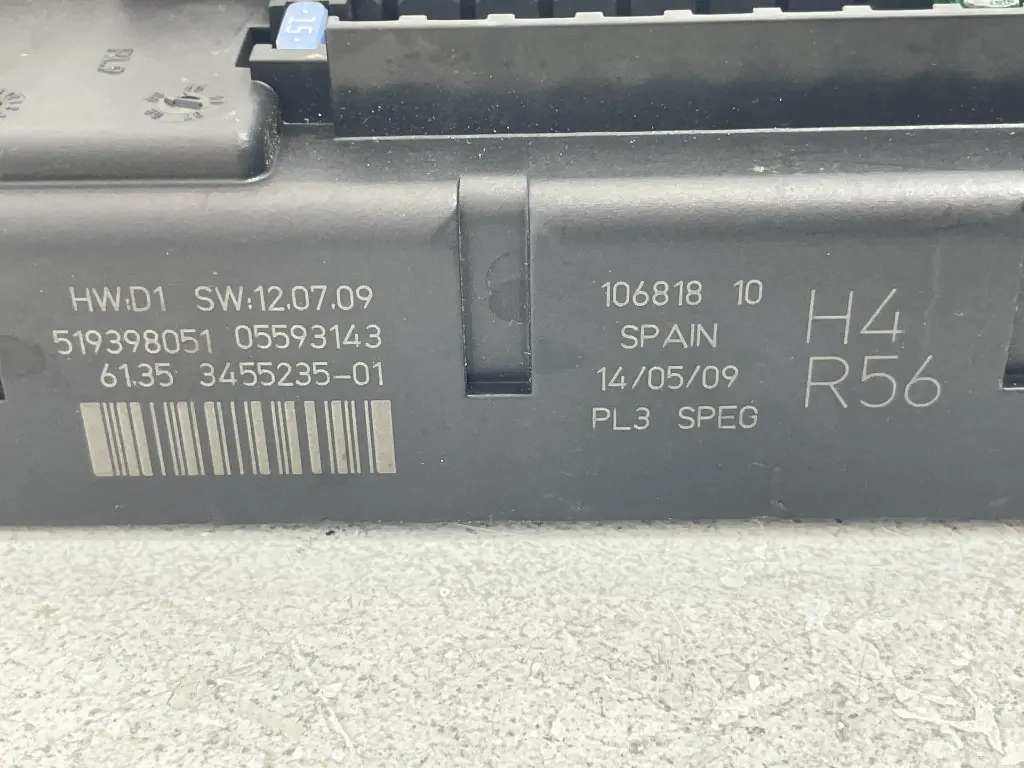 15
HW:D1 SW:12.07.09
519398051 05593143
61.35 3455235-01
106818 10
SPAIN
14/05/09
PL3 SPEG
H4
R56